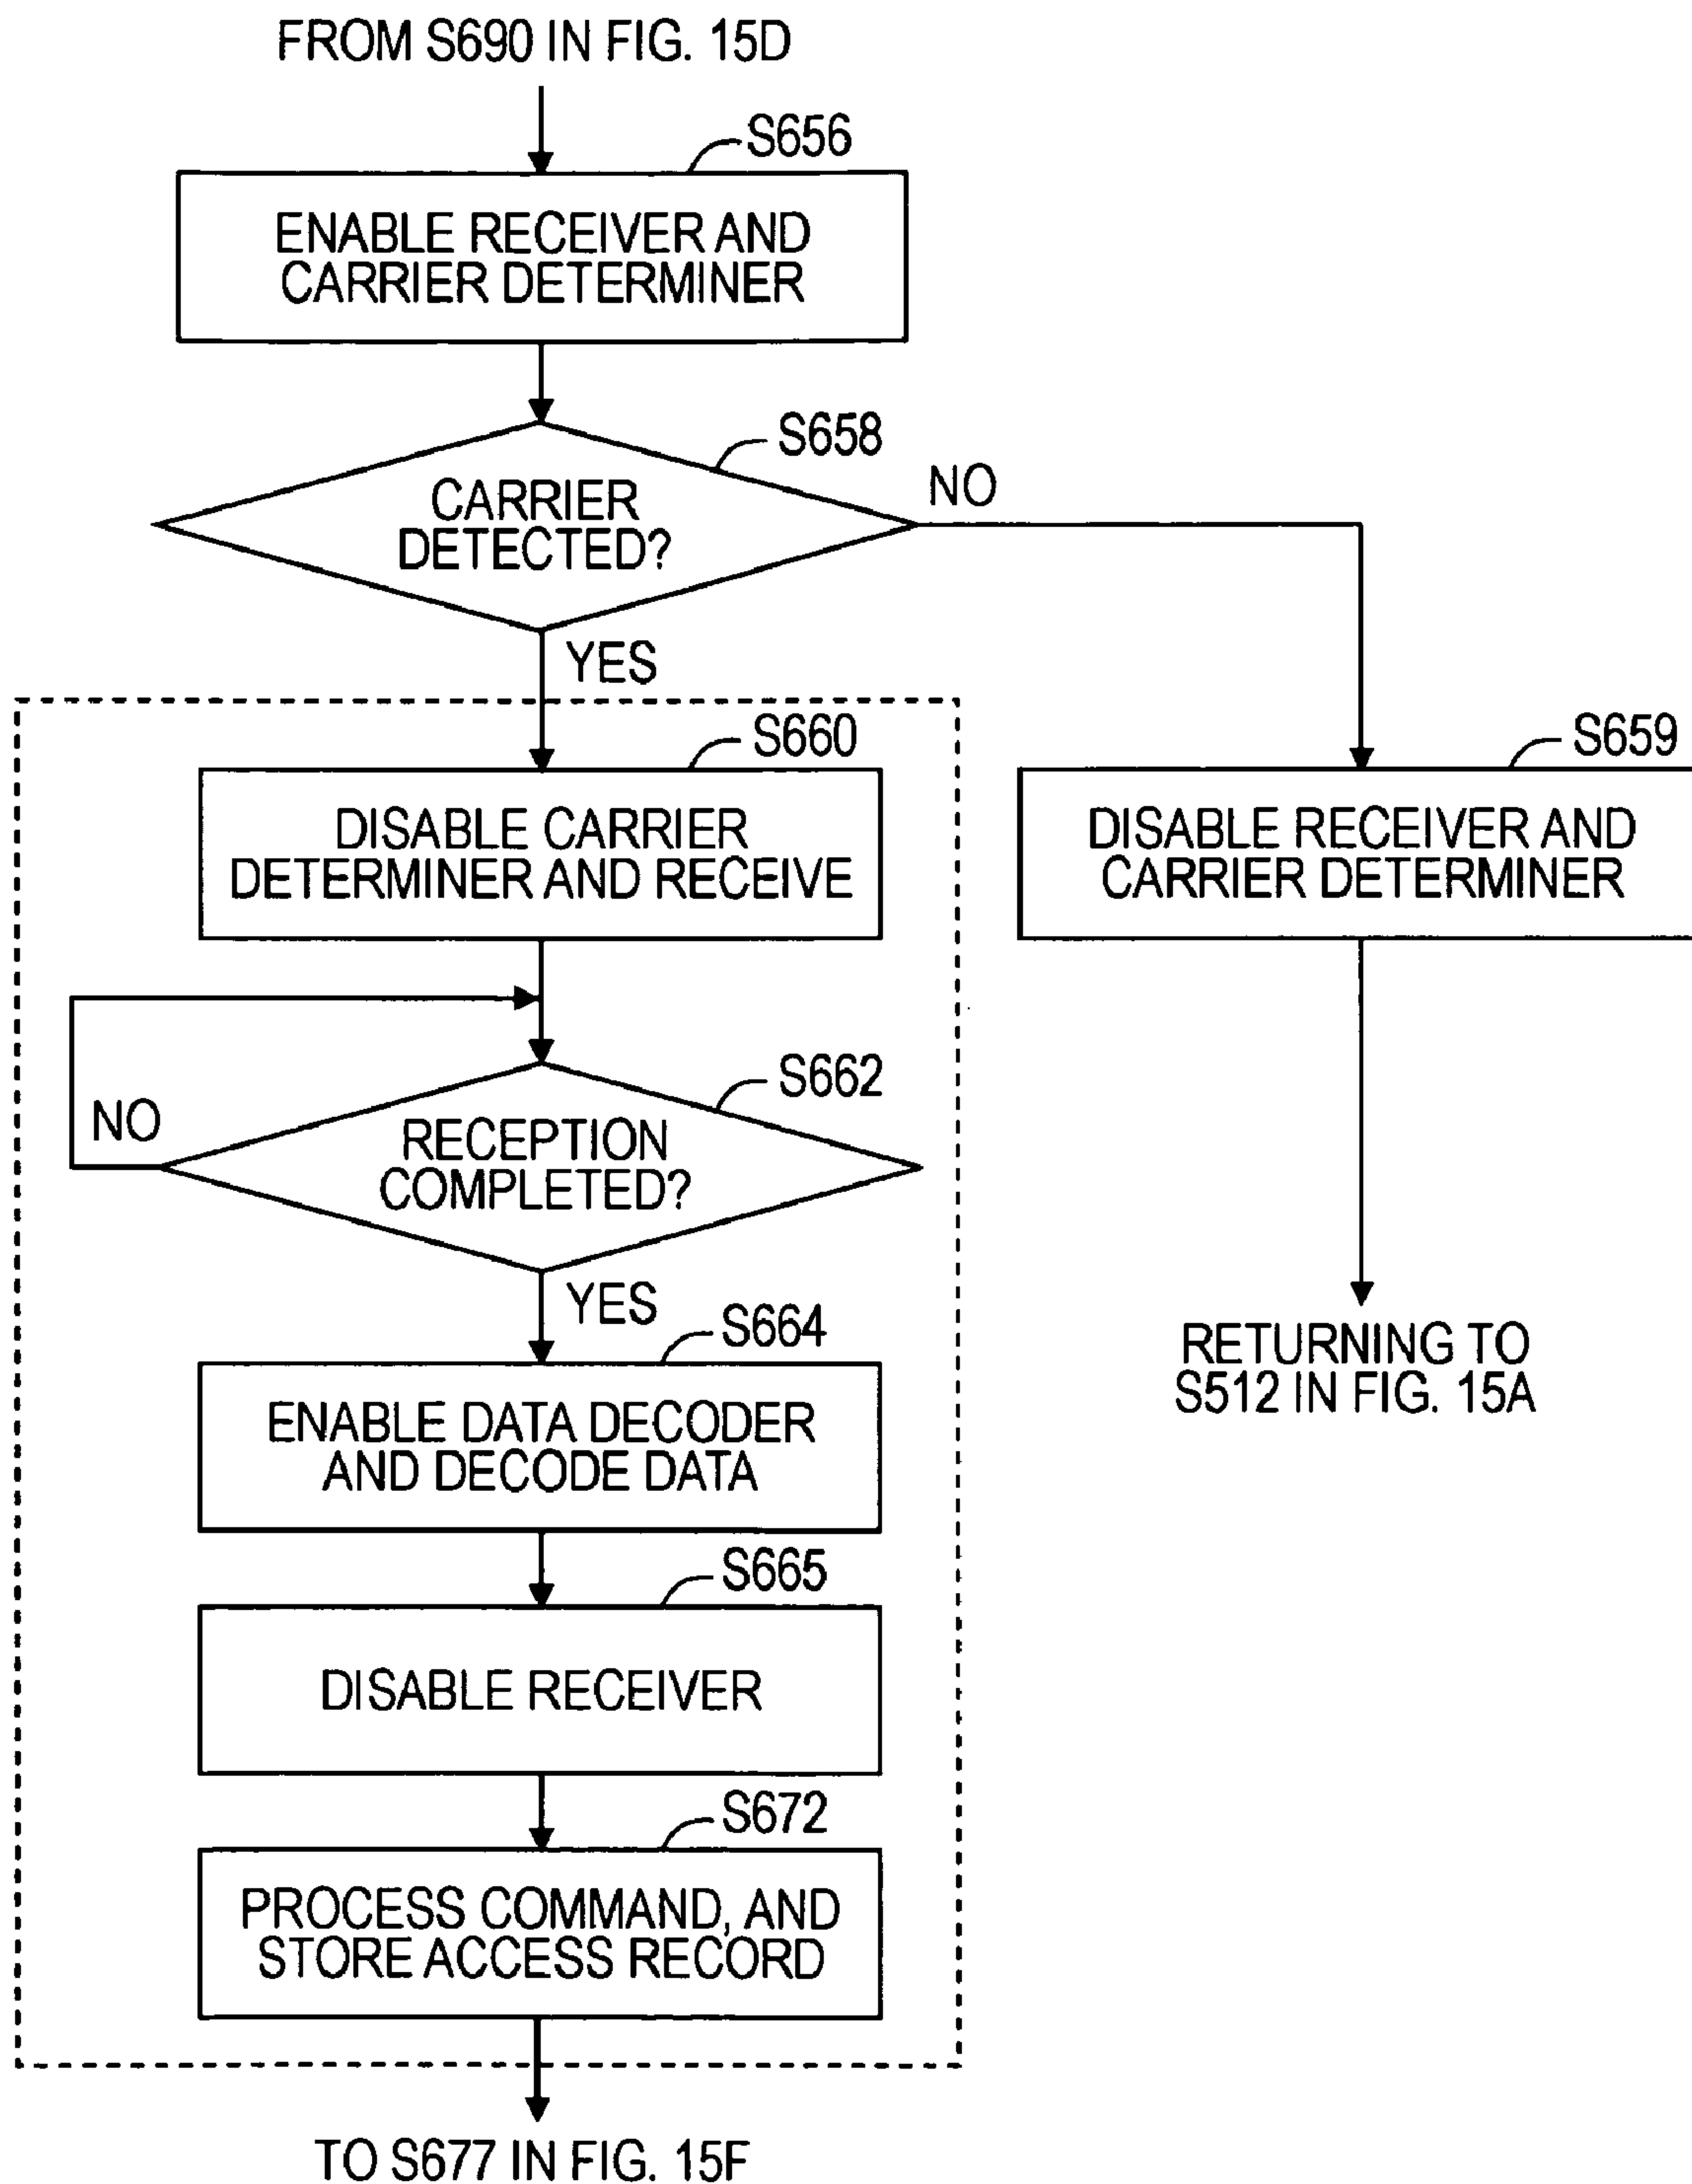 FROM S690 IN FIG. 15D
S656
ENABLE RECEIVER AND
CARRIER DETERMINER
S658
CARRIER
DETECTED?
NO
YES
S660
DISABLE CARRIER
DETERMINER AND RECEIVE
S659
DISABLE RECEIVER AND
CARRIER DETERMINER
S662
NO
RECEPTION
COMPLETED?
YES
S664
ENABLE DATA DECODER
AND DECODE DATA
RETURNING TO
S512 IN FIG. 15A
S665
DISABLE RECEIVER
S672
PROCESS COMMAND, AND
STORE ACCESS RECORD
TO S677 IN FIG. 15F